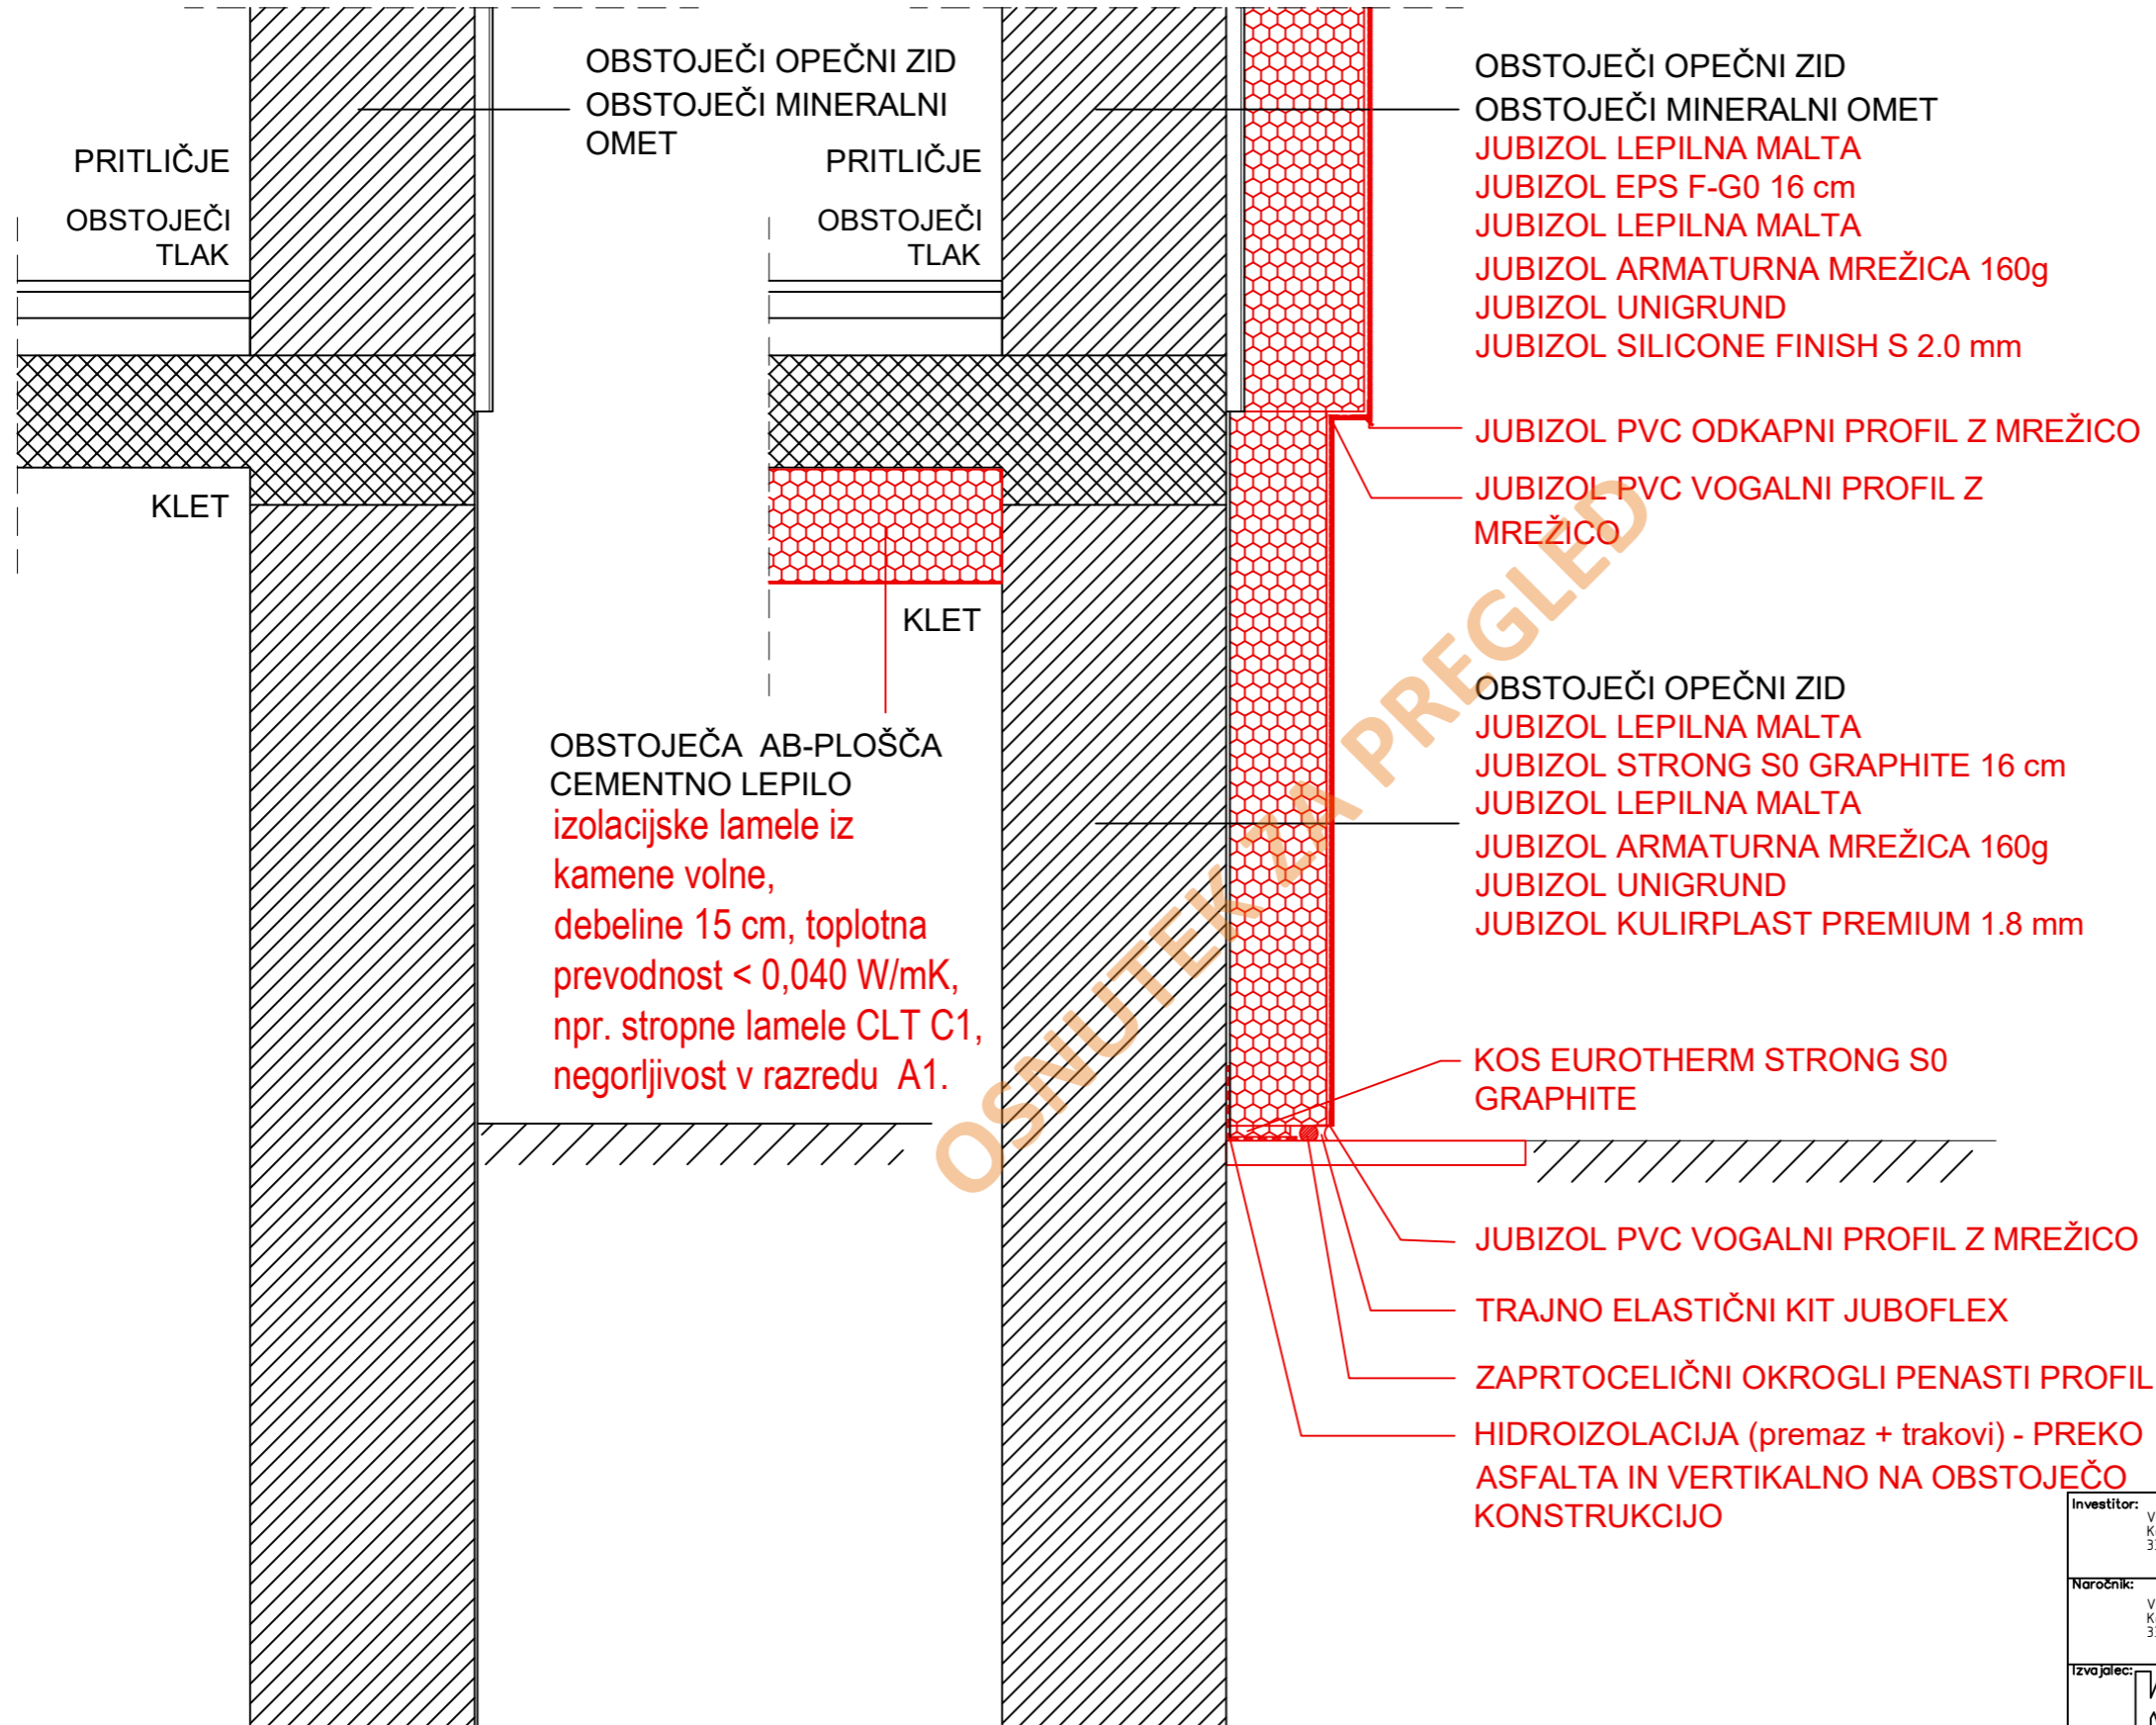 OBSTOJEČI OPEČNI ZID
OBSTOJEČI MINERALNI
OMET
PRITLIČJE
OBSTOJEČI
TLAK
KLET
PRITLIČJE
OBSTOJEČI
TLAK
KLET
OBSTOJEČA AB-PLOŠČA
CEMENTNO LEPILO
izolacijske lamele iz
kamene volne,
debeline 15 cm, toplotna
prevodnost < 0,040 W/mK,
npr. stropne lamele CLT C1,
negorljivost v razredu A1.
OBSTOJEČI OPEČNI ZID
OBSTOJEČI MINERALNI OMET
JUBIZOL LEPILNA MALTA
JUBIZOL EPS F-G0 16 cm
JUBIZOL LEPILNA MALTA
JUBIZOL ARMATURNA MREŽICA 160g
JUBIZOL UNIGRUND
JUBIZOL SILICONE FINISH S 2.0 mm
JUBIZOL PVC ODKAPNI PROFIL Z MREŽICO
JUBIZOL PVC VOGALNI PROFIL Z
MREŽICO
OBSTOJEČI OPEČNI ZID
JUBIZOL LEPILNA MALTA
JUBIZOL STRONG S0 GRAPHITE 16 cm
JUBIZOL LEPILNA MALTA
JUBIZOL ARMATURNA MREŽICA 160g
JUBIZOL UNIGRUND
JUBIZOL KULIRPLAST PREMIUM 1.8 mm
KOS EUROTHERM STRONG S0
GRAPHITE
JUBIZOL PVC VOGALNI PROFIL Z MREŽICO
TRAJNO ELASTIČNI KIT JUBOFLEX
ZAPRTOCELIČNI OKROGLI PENASTI PROFIL
HIDROIZOLACIJA (premaz + trakovi) - PREKO
ASFALTA IN VERTIKALNO NA OBSTOJEČO
KONSTRUKCIJO
OSNUTEK ZA PREGLED
Investitor:
Naročnik:
Izvajalec: